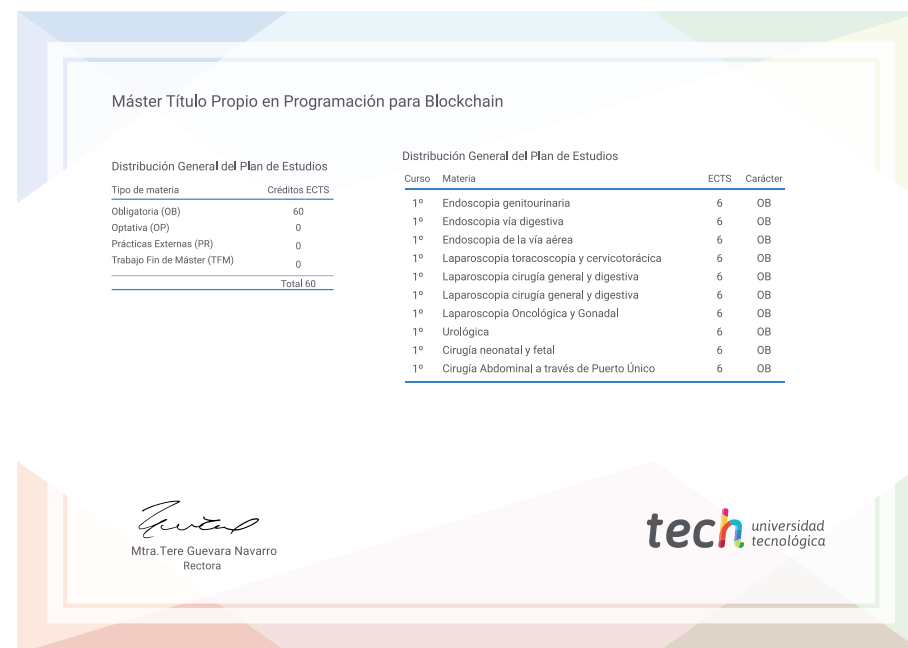 Máster Título Propio en Programación para Blockchain
Distribución General del Plan de Estudios
Tipo de materia Créditos ECTS
Obligatoria (OB) 60
Optativa (OP) 0
Prácticas Externas (PR) 0
Trabajo Fin de Máster (TFM) 0
Total 60
Distribución General del Plan de Estudios
Curso Materia ECTS Carácter
1º Endoscopia genitourinaria 6 OB
1º Endoscopia vía digestiva 6 OB
1º Endoscopia de la vía aérea 6 OB
1º Laparoscopia toracoscopia y cervicotorácica 6 OB
1º Laparoscopia cirugía general y digestiva 6 OB
1º Laparoscopia cirugía general y digestiva 6 OB
1º Laparoscopia Oncológica y Gonadal 6 OB
1º Urológica 6 OB
1º Cirugía neonatal y fetal 6 OB
1º Cirugía Abdominal a través de Puerto Único 6 OB
Mtra.Tere Guevara Navarro
Rectora
tech universidad
tecnológica